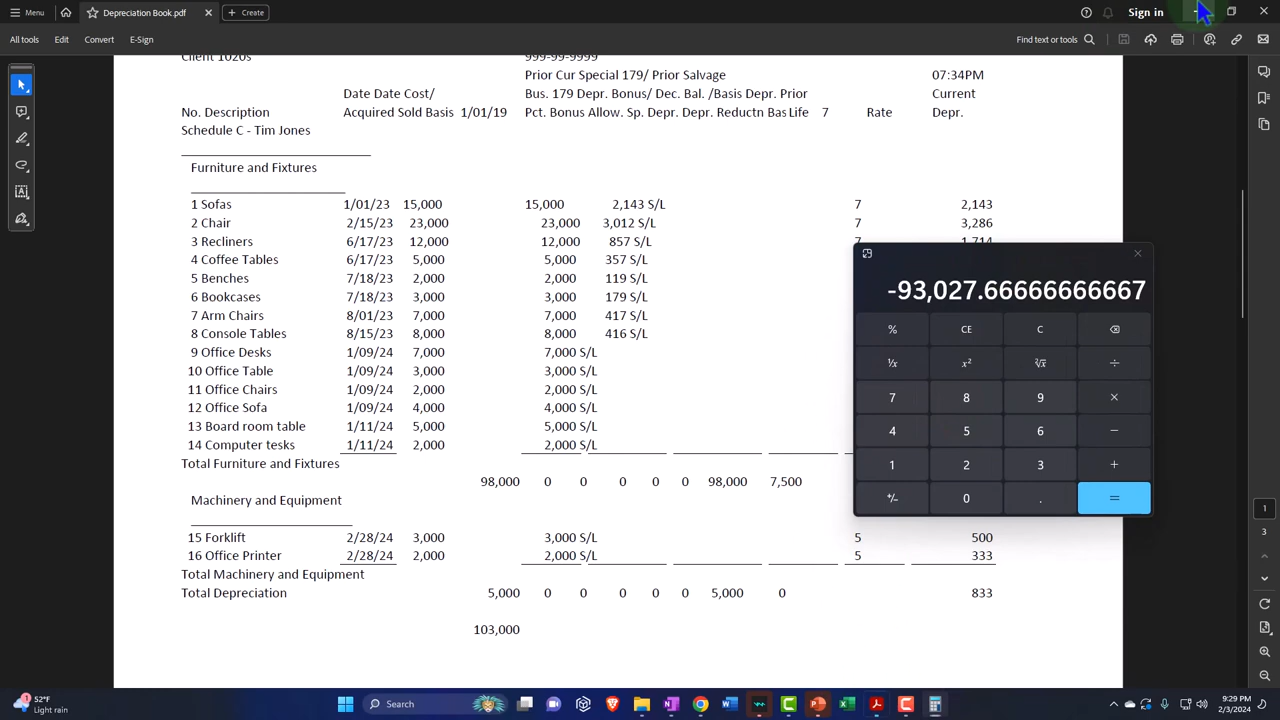 Menu
Depreciation Book.pdf
Create
Sign in
All tools Edit Convert E-Sign
Find text or tools
Client 1020s 999-99-9999
Prior Cur Special 179/ Prior Salvage 07:34PM
Date Date Cost/ Bus. 179 Depr. Bonus/ Dec. Bal. /Basis Depr. Prior Current
No. Description Acquired Sold Basis 1/01/19 Pct. Bonus Allow. Sp. Depr. Depr. Reductn Bas Life 7 Rate Depr.
Schedule C - Tim Jones
Furniture and Fixtures
1 Sofas 1/01/23 15,000 15,000 2,143 S/L 7 2,143
2 Chair 2/15/23 23,000 23,000 3,012 S/L 7 3,286
3 Recliners 6/17/23 12,000 12,000 857 S/L 7 1,714
4 Coffee Tables 6/17/23 5,000 5,000 357 S/L
5 Benches 7/18/23 2,000 2,000 119 S/L
6 Bookcases 7/18/23 3,000 3,000 179 S/L
7 Arm Chairs 8/01/23 7,000 7,000 417 S/L
8 Console Tables 8/15/23 8,000 8,000 416 S/L
9 Office Desks 1/09/24 7,000 7,000 S/L
10 Office Table 1/09/24 3,000 3,000 S/L
11 Office Chairs 1/09/24 2,000 2,000 S/L
12 Office Sofa 1/09/24 4,000 4,000 S/L
13 Board room table 1/11/24 5,000 5,000 S/L
14 Computer tesks 1/11/24 2,000 2,000 S/L
Total Furniture and Fixtures
98,000 0 0 0 0 98,000 7,500
Machinery and Equipment
15 Forklift 2/28/24 3,000 3,000 S/L 5 500
16 Office Printer 2/28/24 2,000 2,000 S/L 5 333
Total Machinery and Equipment
Total Depreciation 5,000 0 0 0 0 5,000 0 833
103,000
-93,027.66666666667
% CE C ⌫
¹/x x² ²√x ÷
7 8 9 ×
4 5 6 −
1 2 3 +
+/− 0 . =
1
3
52°F
Light rain
Search
9:29 PM
2/3/2024